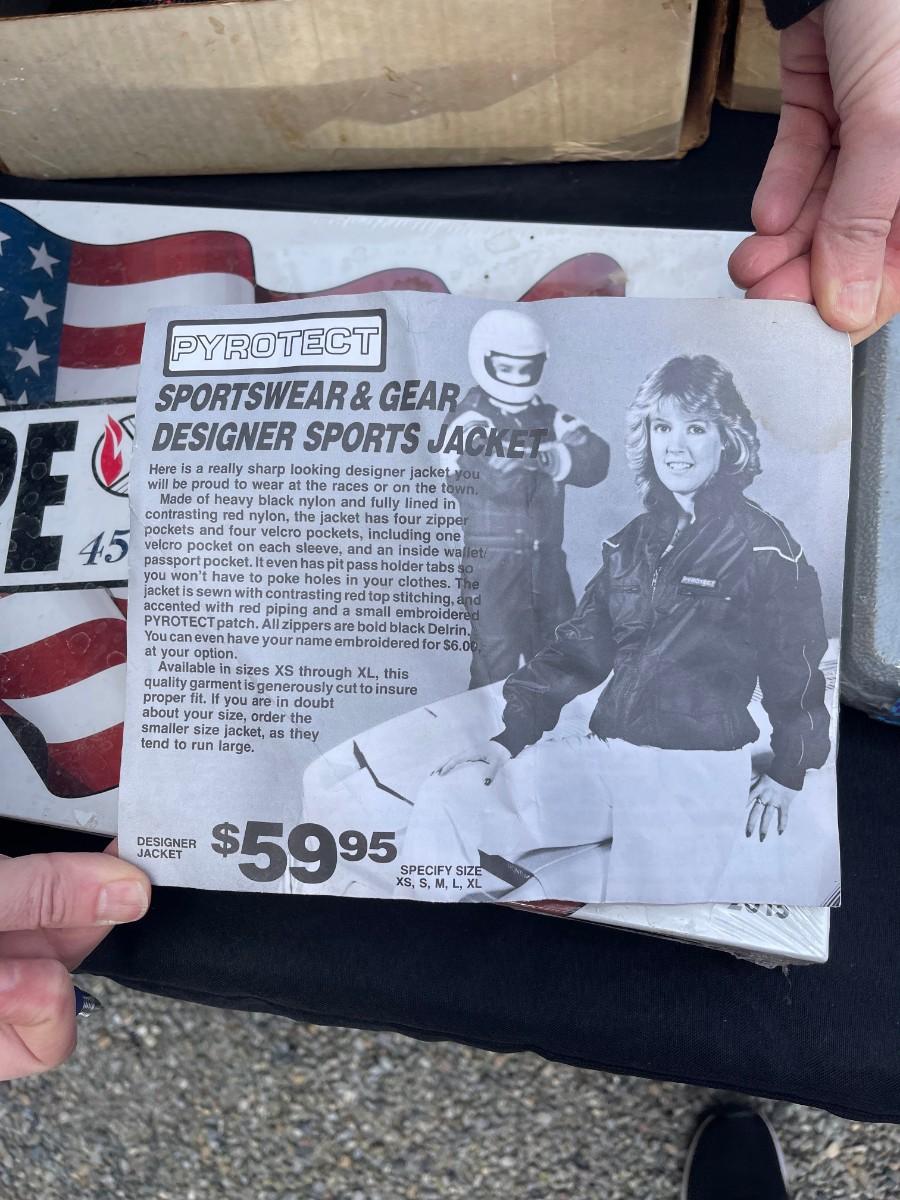 PYROTECT
SPORTSWEAR & GEAR
DESIGNER SPORTS JACKET
Here is a really sharp looking designer jacket you
will be proud to wear at the races or on the town.
Made of heavy black nylon and fully lined in
contrasting red nylon, the jacket has four zipper
pockets and four velcro pockets, including one
velcro pocket on each sleeve, and an inside wallet/
passport pocket. It even has pit pass holder tabs so
you won't have to poke holes in your clothes. The
jacket is sewn with contrasting red top stitching, and
accented with red piping and a small embroidered
PYROTECT patch. All zippers are bold black Delrin.
You can even have your name embroidered for $6.00,
at your option.
Available in sizes XS through XL, this
quality garment is generously cut to insure
proper fit. If you are in doubt
about your size, order the
smaller size jacket, as they
tend to run large.
PYROTECT
DESIGNER
JACKET
$59 95
SPECIFY SIZE
XS, S, M, L, XL
PE
45